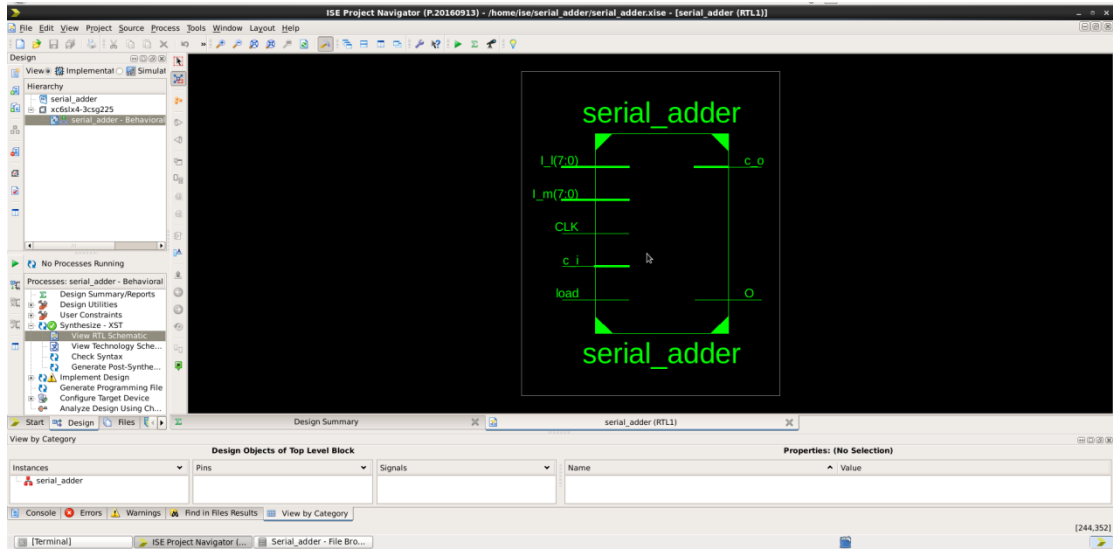 ISE Project Navigator (P.20160913) - /home/ise/serial_adder/serial_adder.xise - [serial_adder (RTL1)]
File Edit View Project Source Process Tools Window Layout Help
Design
View: Implementat Simulat
Hierarchy
serial_adder
xc6slx4-3csg225
serial_adder - Behavioral
No Processes Running
Processes: serial_adder - Behavioral
Design Summary/Reports
Design Utilities
User Constraints
Synthesize - XST
View RTL Schematic
View Technology Sche...
Check Syntax
Generate Post-Synthe...
Implement Design
Generate Programming File
Configure Target Device
Analyze Design Using Ch...
Start Design Files
serial_adder
I_l(7:0)
c_o
I_m(7:0)
CLK
c_i
load
O
serial_adder
Design Summary
serial_adder (RTL1)
View by Category
Design Objects of Top Level Block
Properties: (No Selection)
Instances Pins Signals Name Value
serial_adder
Console Errors Warnings Find in Files Results View by Category
[244,352]
[Terminal] ISE Project Navigator (... Serial_adder - File Bro...